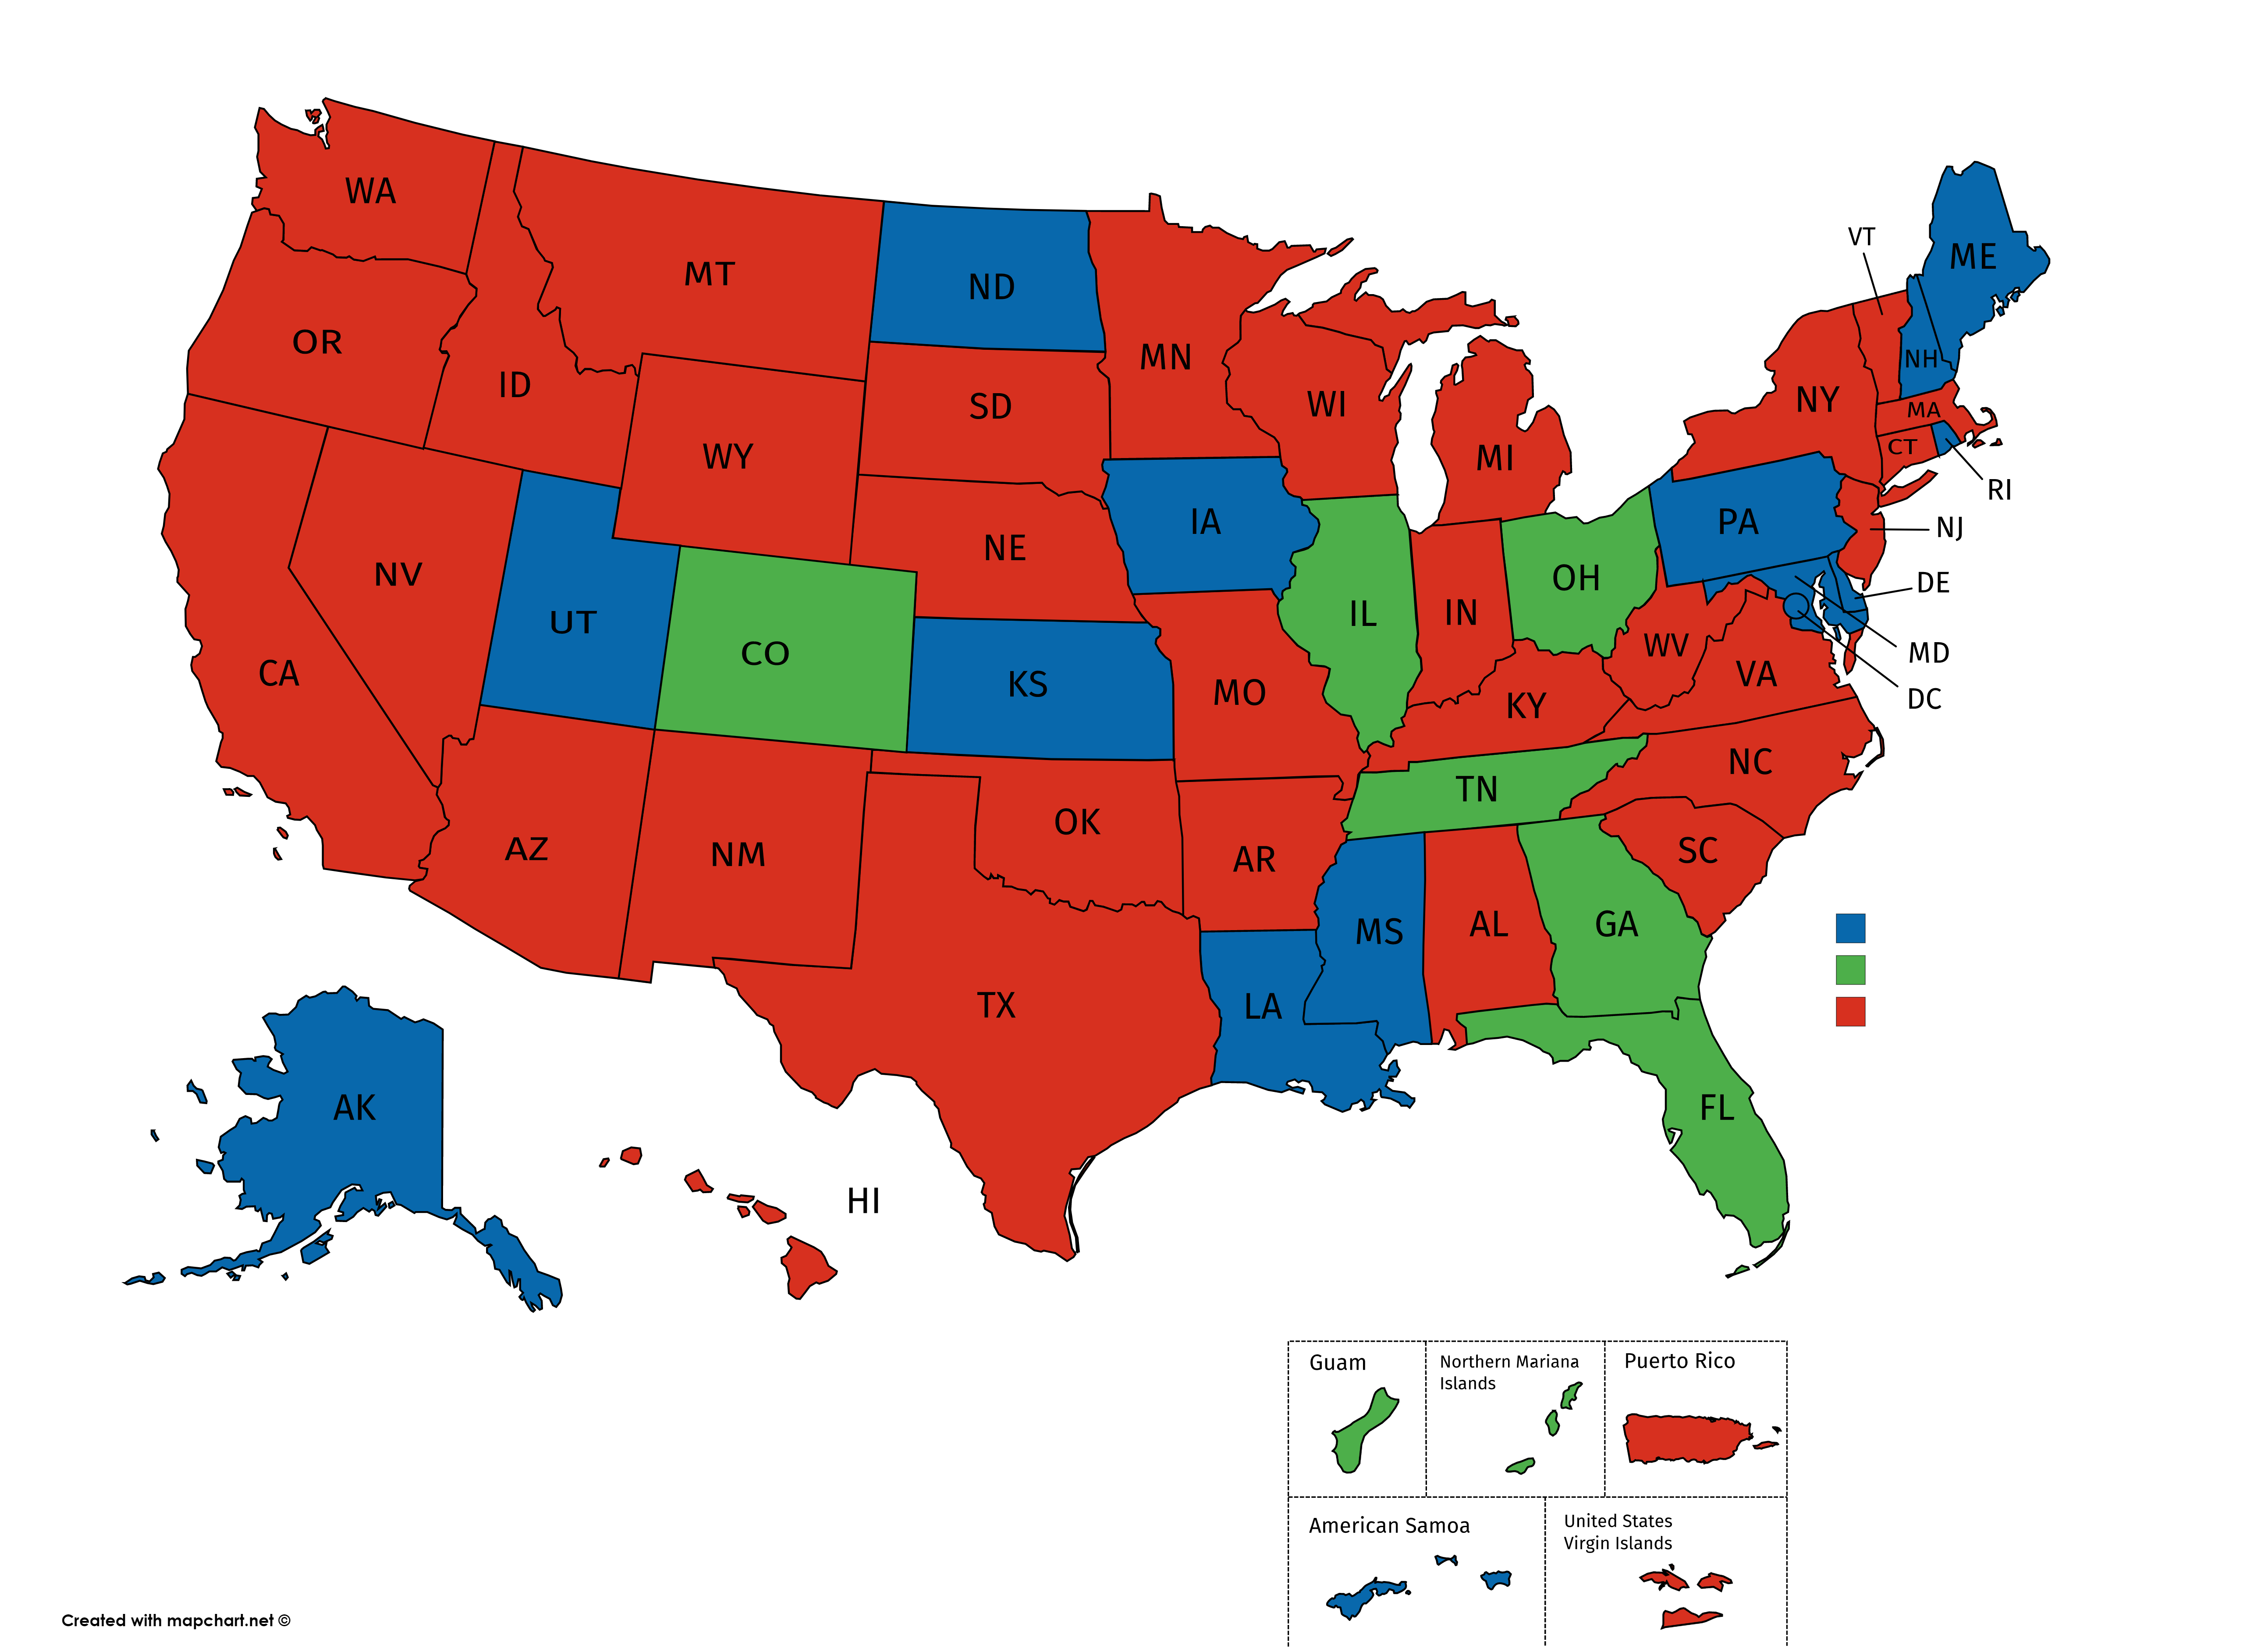 WA
MT
ND
MN
VT
ME
OR
ID
SD
WI
MI
NY
NH
MA
CT
RI
WY
NE
IA
PA
NJ
NV
UT
CO
KS
MO
IL
IN
OH
WV
VA
DE
MD
DC
CA
KY
NC
TN
AZ
NM
OK
AR
SC
MS
AL
GA
TX
LA
FL
AK
HI
Guam
Northern Mariana
Islands
Puerto Rico
American Samoa
United States
Virgin Islands
Created with mapchart.net ©